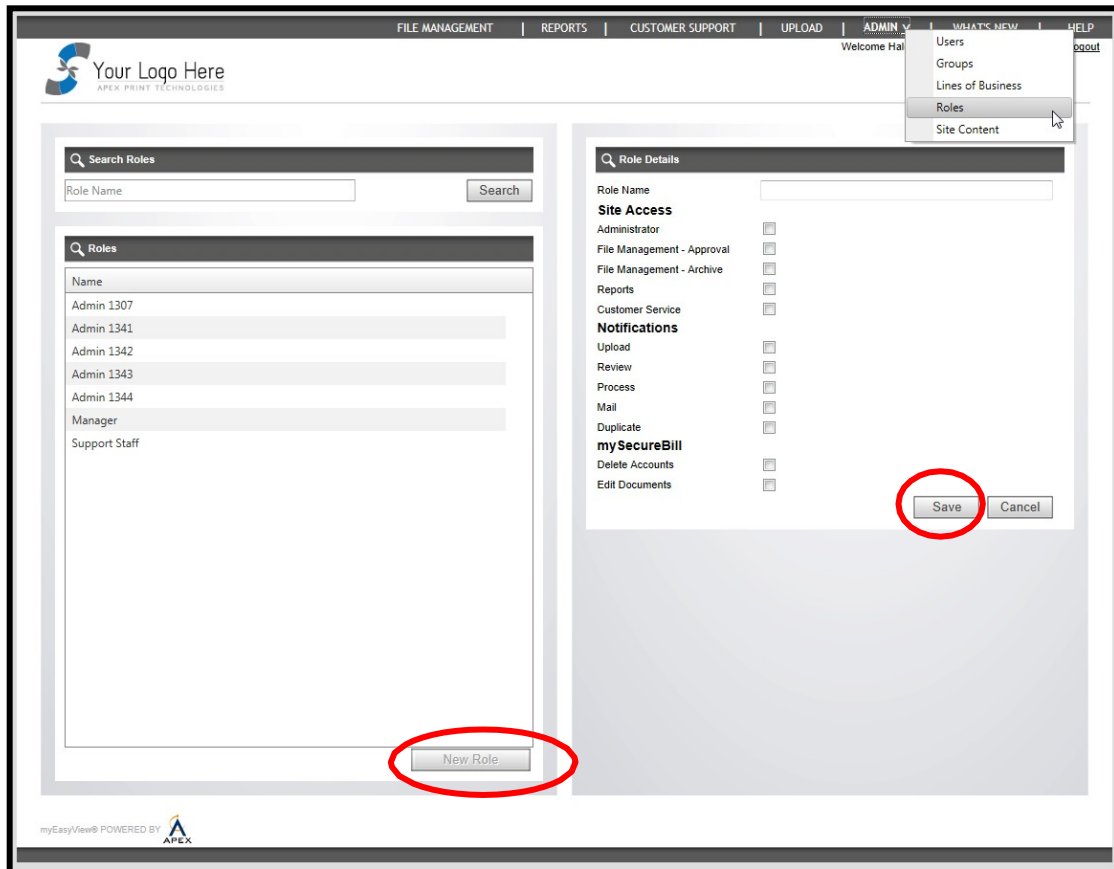 FILE MANAGEMENT | REPORTS | CUSTOMER SUPPORT | UPLOAD | ADMIN | WHAT'S NEW | HELP
Welcome Hal
Logout
Users
Groups
Lines of Business
Roles
Site Content
Your Logo Here
APEX PRINT TECHNOLOGIES
Search Roles
Role Name
Search
Roles
Name
Admin 1307
Admin 1341
Admin 1342
Admin 1343
Admin 1344
Manager
Support Staff
New Role
Role Details
Role Name
Site Access
Administrator
File Management - Approval
File Management - Archive
Reports
Customer Service
Notifications
Upload
Review
Process
Mail
Duplicate
mySecureBill
Delete Accounts
Edit Documents
Save
Cancel
myEasyView® POWERED BY
APEX